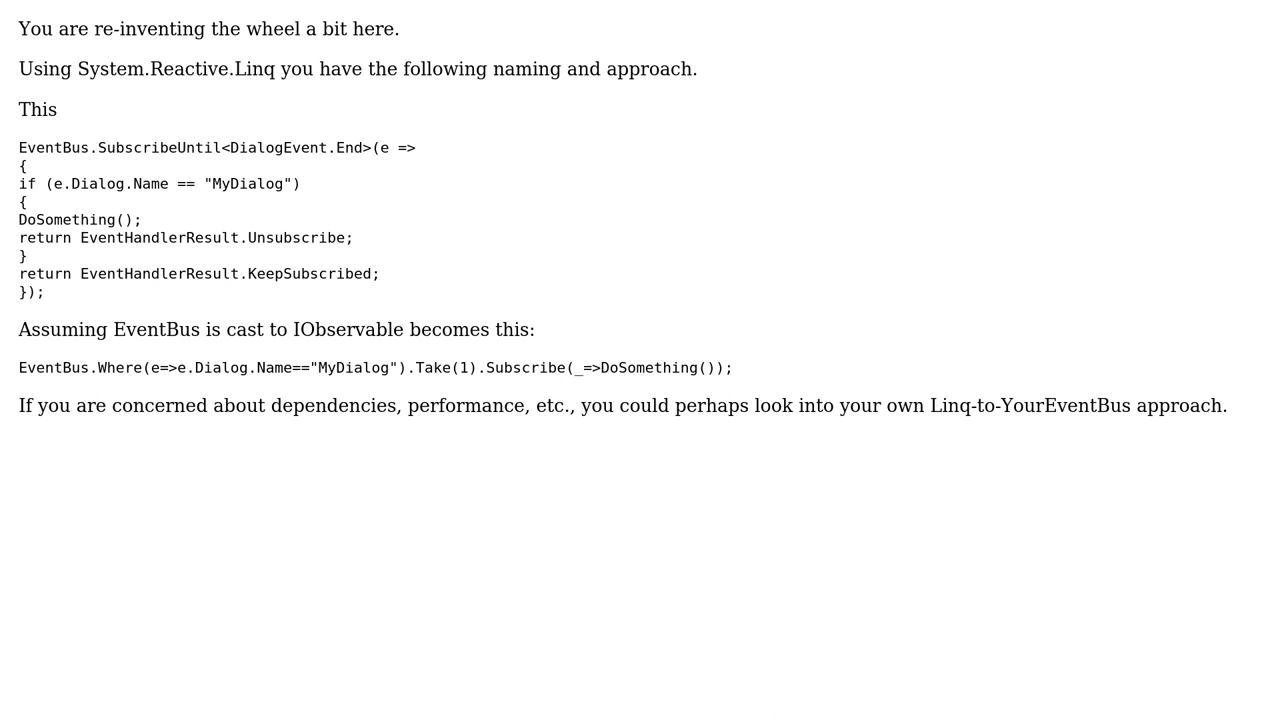 You are re-inventing the wheel a bit here.
Using System.Reactive.Linq you have the following naming and approach.
This
EventBus.SubscribeUntil<DialogEvent.End>(e =>
{
if (e.Dialog.Name == "MyDialog")
{
DoSomething();
return EventHandlerResult.Unsubscribe;
}
return EventHandlerResult.KeepSubscribed;
});
Assuming EventBus is cast to IObservable becomes this:
EventBus.Where(e=>e.Dialog.Name=="MyDialog").Take(1).Subscribe(_=>DoSomething());
If you are concerned about dependencies, performance, etc., you could perhaps look into your own Linq-to-YourEventBus approach.